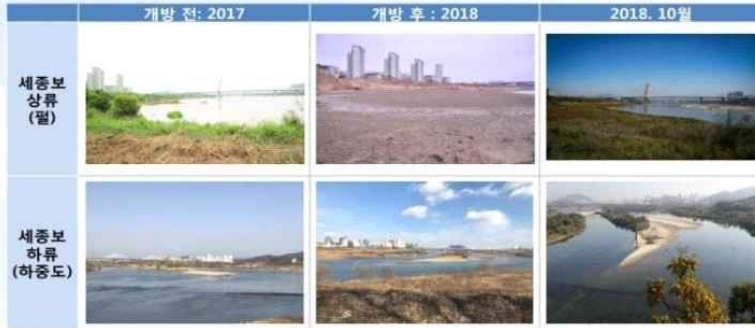 개방 전: 2017
개방 후 : 2018
2018. 10월
세종보
상류
(펄)
세종보
하류
(하중도)